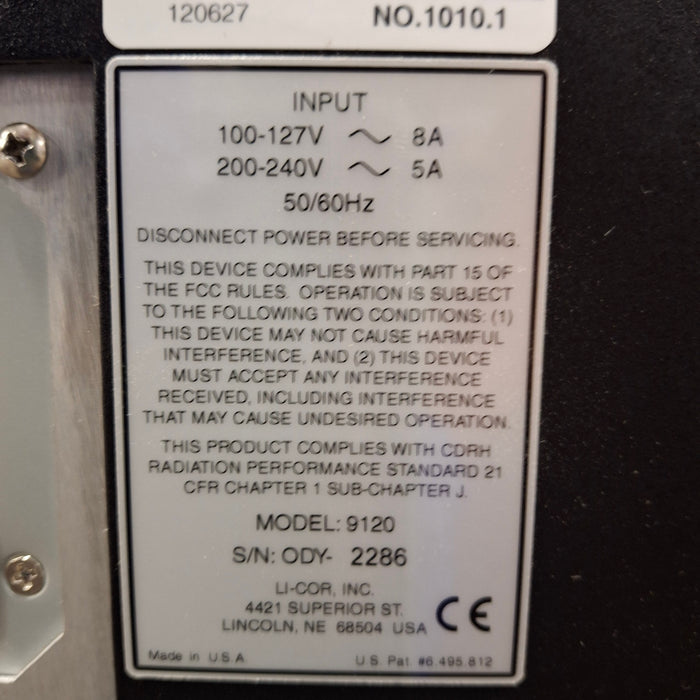 120627 NO.1010.1
INPUT
100-127V ~ 8A
200-240V ~ 5A
50/60Hz
DISCONNECT POWER BEFORE SERVICING.
THIS DEVICE COMPLIES WITH PART 15 OF
THE FCC RULES. OPERATION IS SUBJECT
TO THE FOLLOWING TWO CONDITIONS: (1)
THIS DEVICE MAY NOT CAUSE HARMFUL
INTERFERENCE, AND (2) THIS DEVICE
MUST ACCEPT ANY INTERFERENCE
RECEIVED, INCLUDING INTERFERENCE
THAT MAY CAUSE UNDESIRED OPERATION.
THIS PRODUCT COMPLIES WITH CDRH
RADIATION PERFORMANCE STANDARD 21
CFR CHAPTER 1 SUB-CHAPTER J.
MODEL: 9120
S/N: ODY- 2286
LI-COR, INC.
4421 SUPERIOR ST.
LINCOLN, NE 68504 USA CE
Made in U.S.A. U.S. Pat. #6,495,812